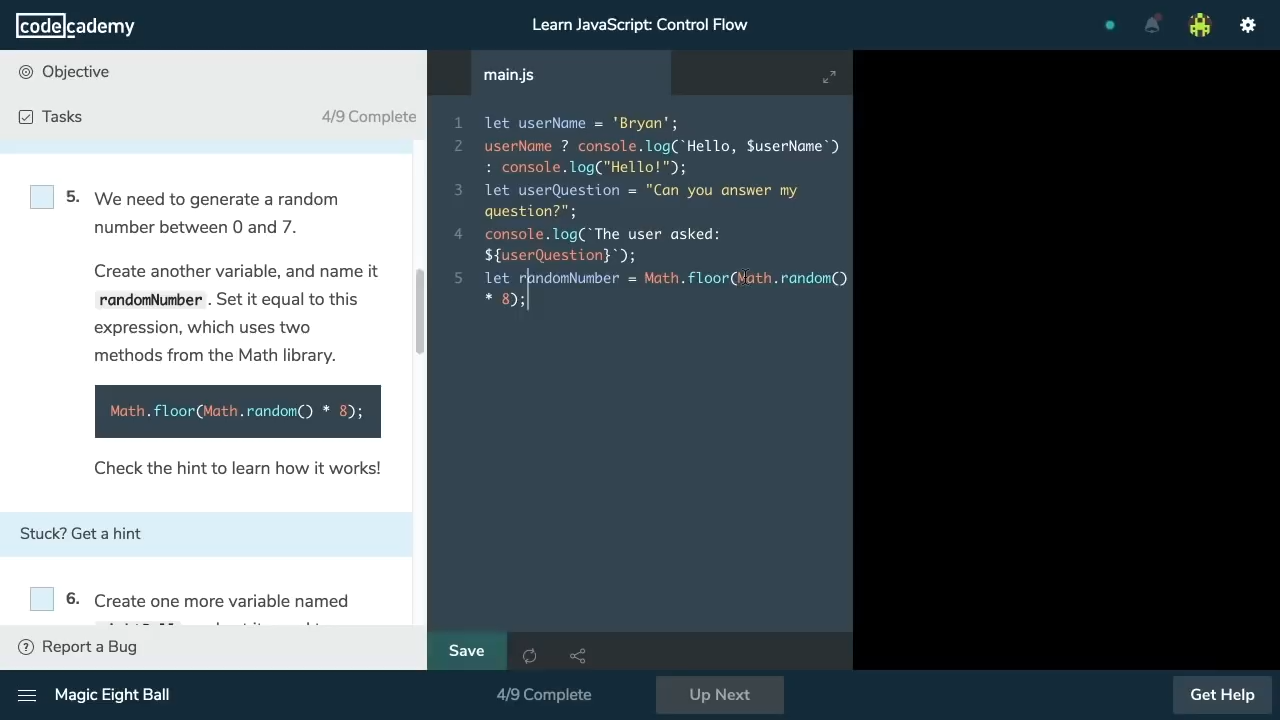 codecademy
Learn JavaScript: Control Flow
Objective
Tasks
4/9 Complete
5. We need to generate a random
number between 0 and 7.
Create another variable, and name it
randomNumber. Set it equal to this
expression, which uses two
methods from the Math library.
Math.floor(Math.random() * 8);
Check the hint to learn how it works!
Stuck? Get a hint
6. Create one more variable named
Report a Bug
main.js
1 let userName = 'Bryan';
2 userName ? console.log(`Hello, $userName`)
: console.log("Hello!");
3 let userQuestion = "Can you answer my
question?";
4 console.log(`The user asked:
${userQuestion}`);
5 let randomNumber = Math.floor(Math.random()
* 8);
Save
Magic Eight Ball
4/9 Complete
Up Next
Get Help